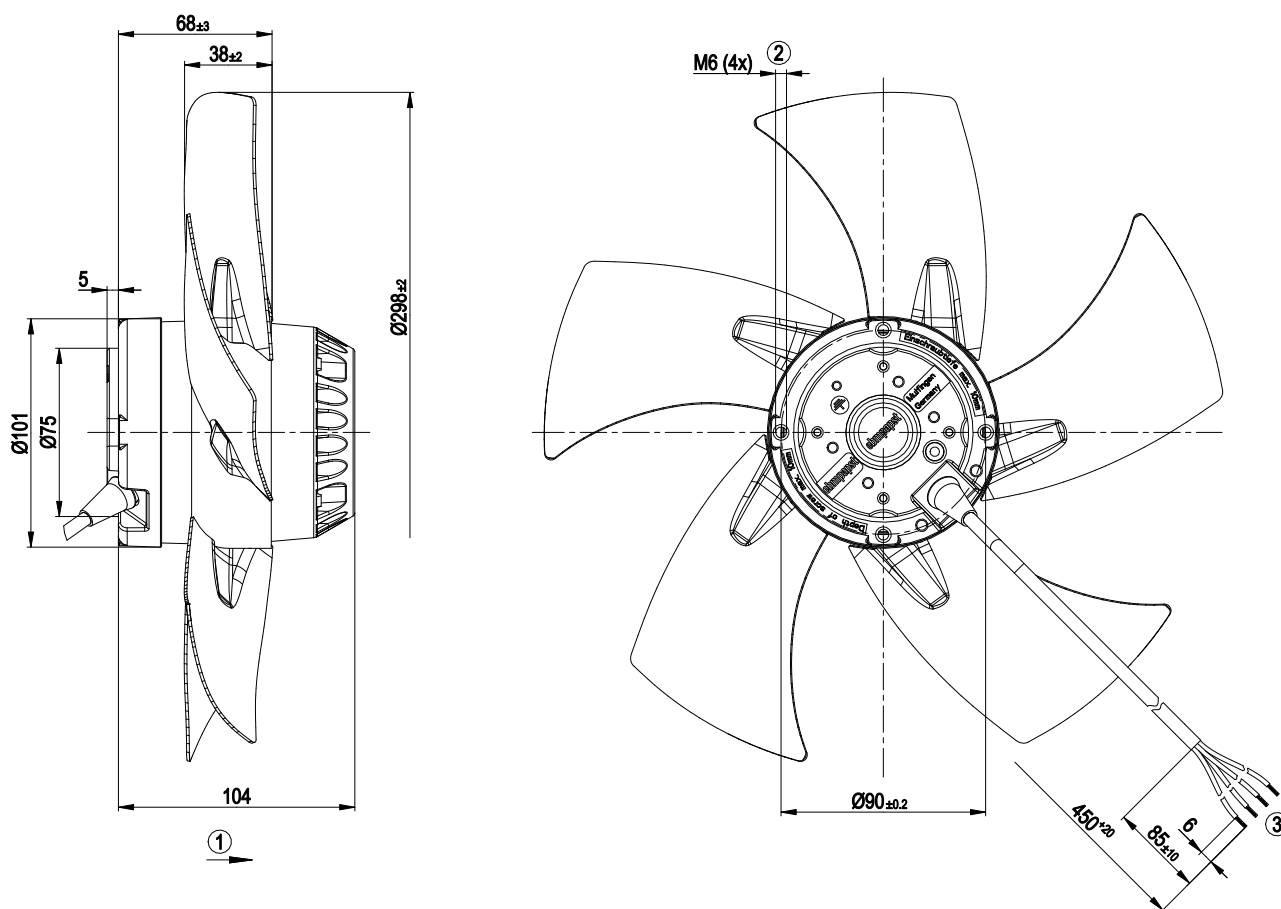 68±3
38±2
5
Ø101
Ø75
Ø298±2
104
①
M6 (4x)
②
Einschraubtiefe max. 10mm
Mulfingen
Germany
ebmpapst
ebmpapst
Depth of screw max. 10mm
Ø90±0.2
450+20
85±10
6
③